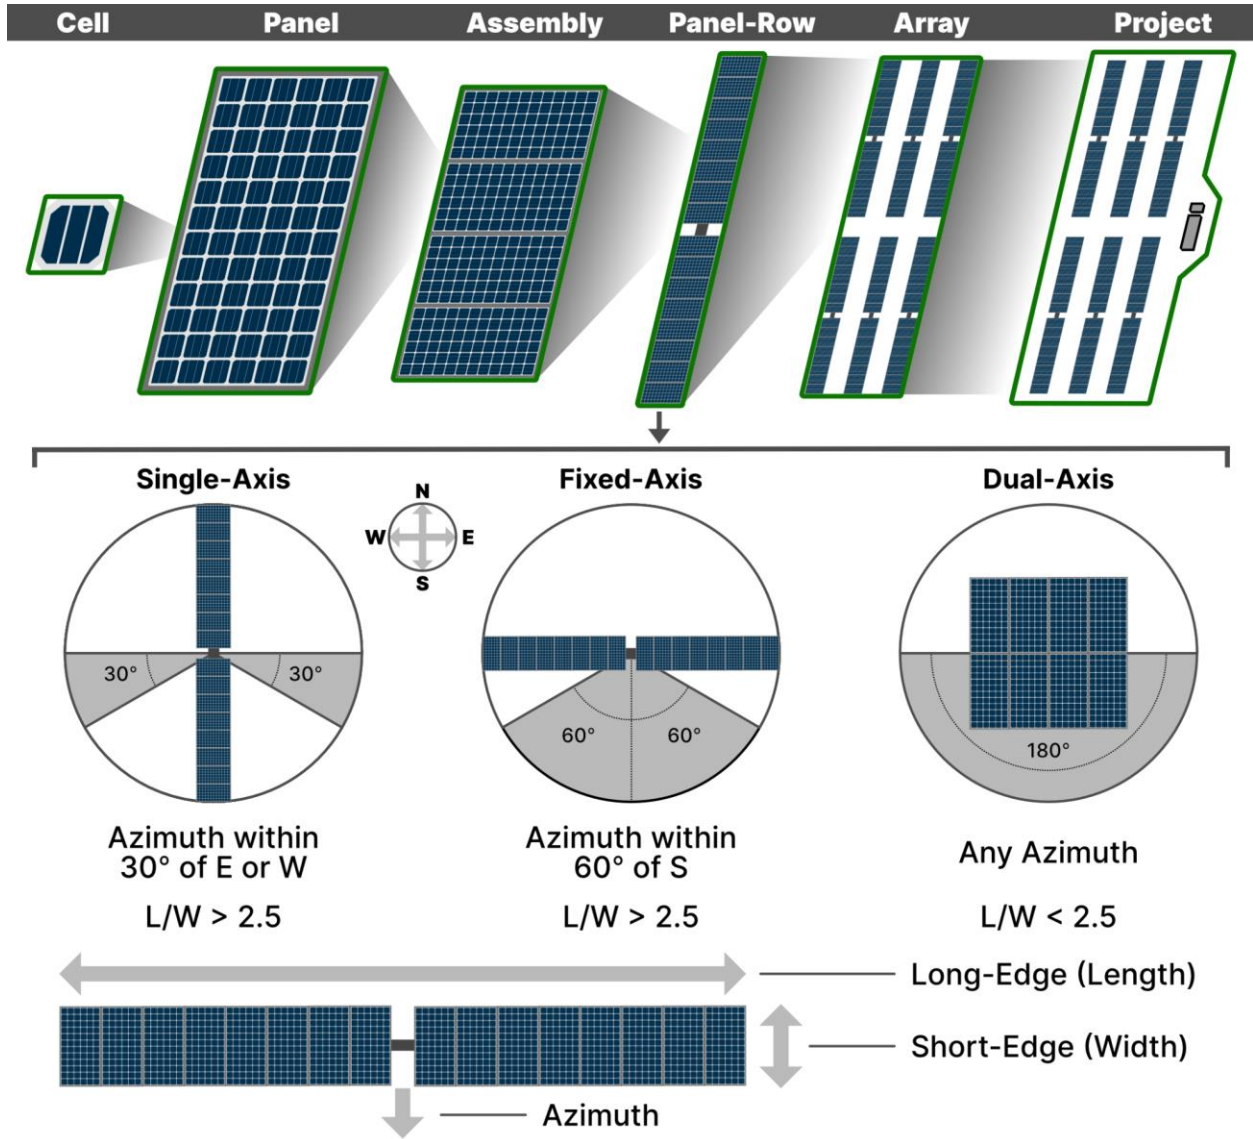 Cell Panel Assembly Panel-Row Array Project
Single-Axis Fixed-Axis Dual-Axis
N
W E
S
30° 30°
60° 60°
180°
Azimuth within
30° of E or W
L/W > 2.5
Azimuth within
60° of S
L/W > 2.5
Any Azimuth
L/W < 2.5
Long-Edge (Length)
Short-Edge (Width)
Azimuth